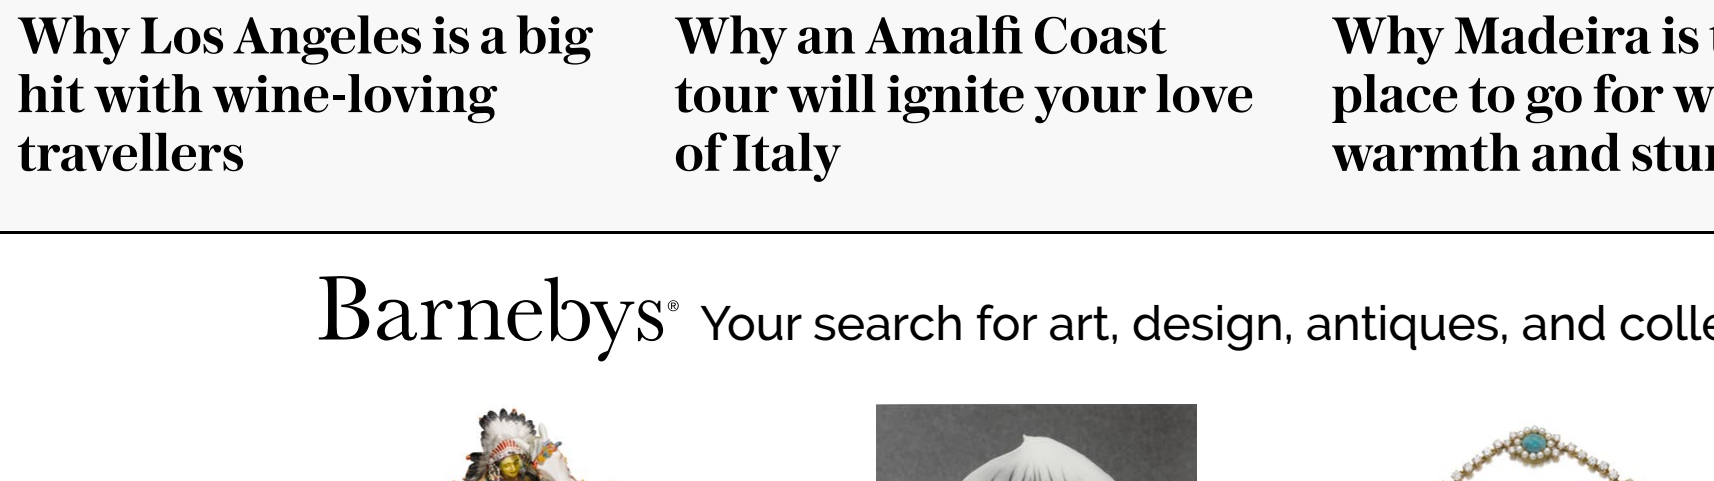 Why Los Angeles is a big
hit with wine-loving
travellers
Why an Amalfi Coast
tour will ignite your love
of Italy
Why Madeira is
place to go for
warmth and
Barnebys® Your search for art, design, antiques, and